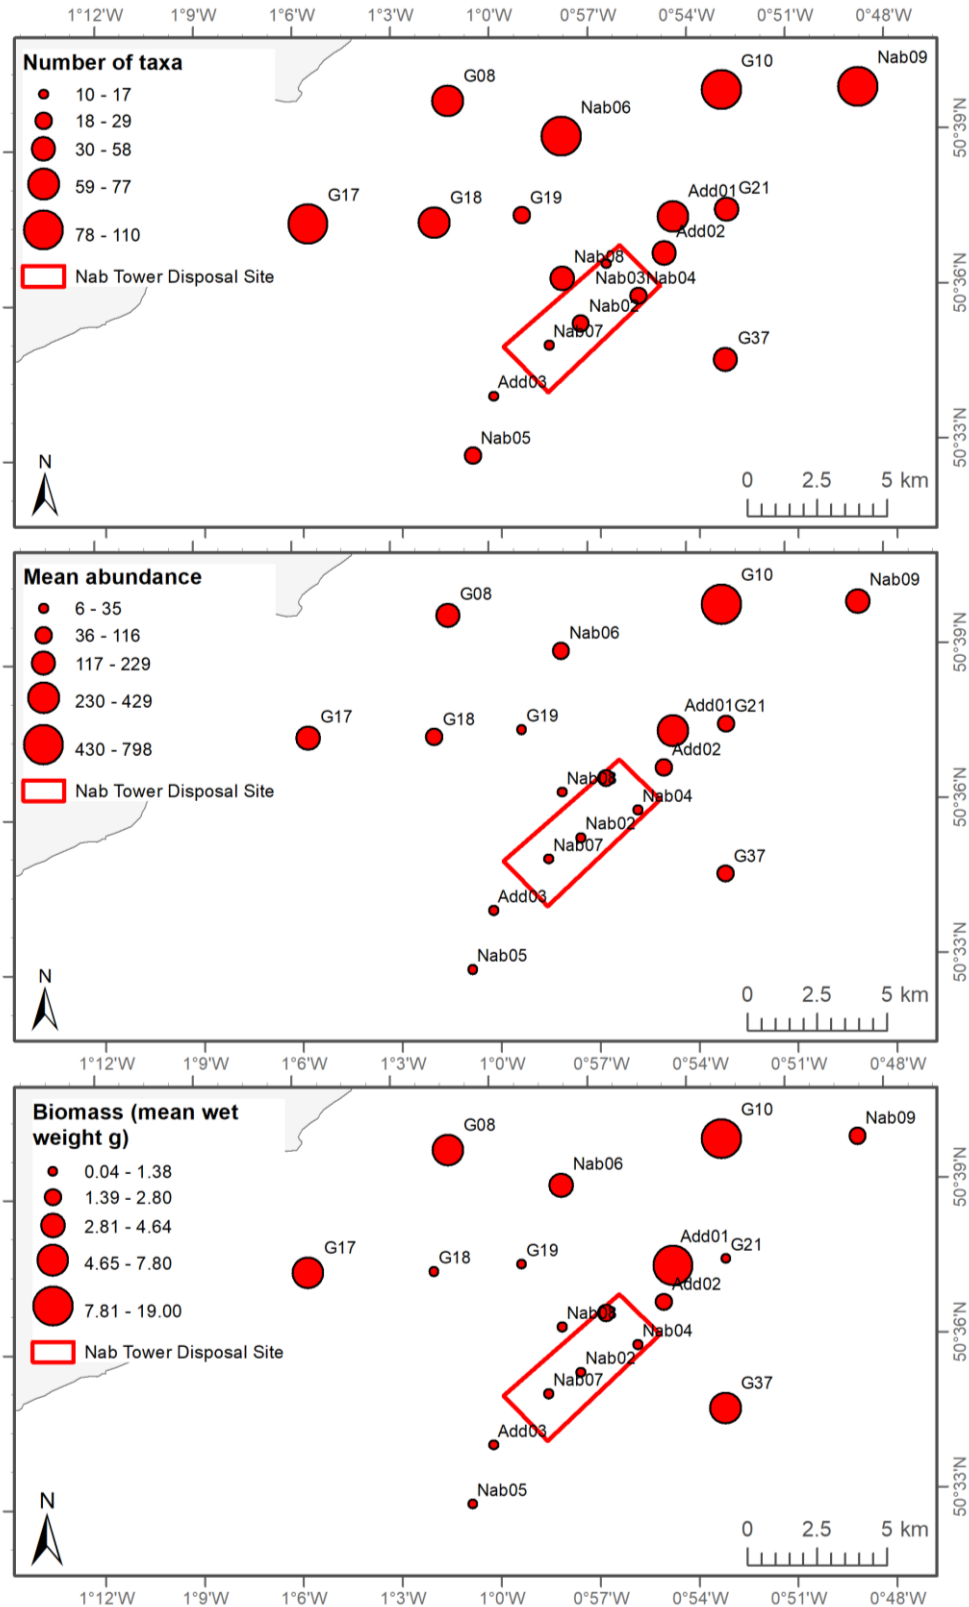 1°12'W 1°9'W 1°6'W 1°3'W 1°0'W 0°57'W 0°54'W 0°51'W 0°48'W
Number of taxa
10 - 17
18 - 29
30 - 58
59 - 77
78 - 110
Nab Tower Disposal Site
G08
Nab06
G10
Nab09
G17
G18
G19
Add01
G21
Add02
Nab08
Nab03
Nab04
Nab02
Nab07
G37
Add03
Nab05
50°39'N
50°36'N
50°33'N
N
0 2.5 5 km
Mean abundance
6 - 35
36 - 116
117 - 229
230 - 429
430 - 798
Nab Tower Disposal Site
G08
Nab06
G10
Nab09
G17
G18
G19
Add01
G21
Add02
Nab04
Nab02
Nab07
G37
Add03
Nab05
50°39'N
50°36'N
50°33'N
N
0 2.5 5 km
1°12'W 1°9'W 1°6'W 1°3'W 1°0'W 0°57'W 0°54'W 0°51'W 0°48'W
Biomass (mean wet
weight g)
0.04 - 1.38
1.39 - 2.80
2.81 - 4.64
4.65 - 7.80
7.81 - 19.00
Nab Tower Disposal Site
G08
Nab06
G10
Nab09
G17
G18
G19
Add01
G21
Add02
Nab04
Nab02
Nab07
G37
Add03
Nab05
50°39'N
50°36'N
50°33'N
N
0 2.5 5 km
1°12'W 1°9'W 1°6'W 1°3'W 1°0'W 0°57'W 0°54'W 0°51'W 0°48'W